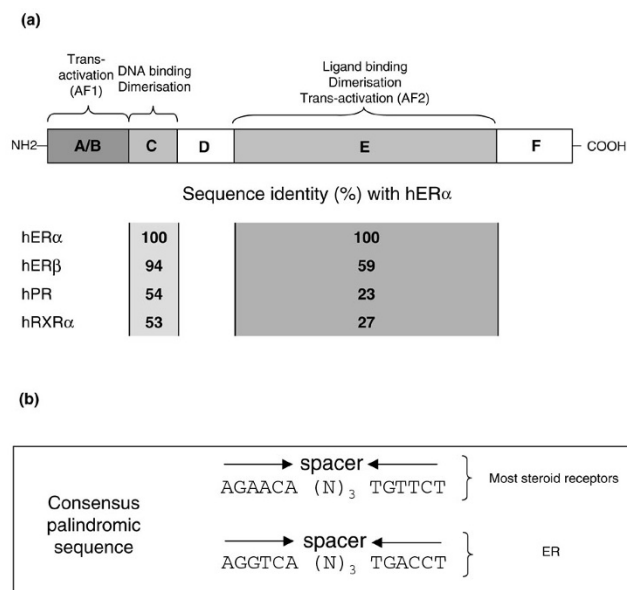 (a)
Trans-
activation
(AF1)
DNA binding
Dimerisation
Ligand binding
Dimerisation
Trans-activation (AF2)
NH2 A/B C D E F COOH
Sequence identity (%) with hERα
hERα 100 100
hERβ 94 59
hPR 54 23
hRXRα 53 27
(b)
Consensus
palindromic
sequence
spacer
AGAACA (N)3 TGTTCT
Most steroid receptors
spacer
AGGTCA (N)3 TGACCT
ER